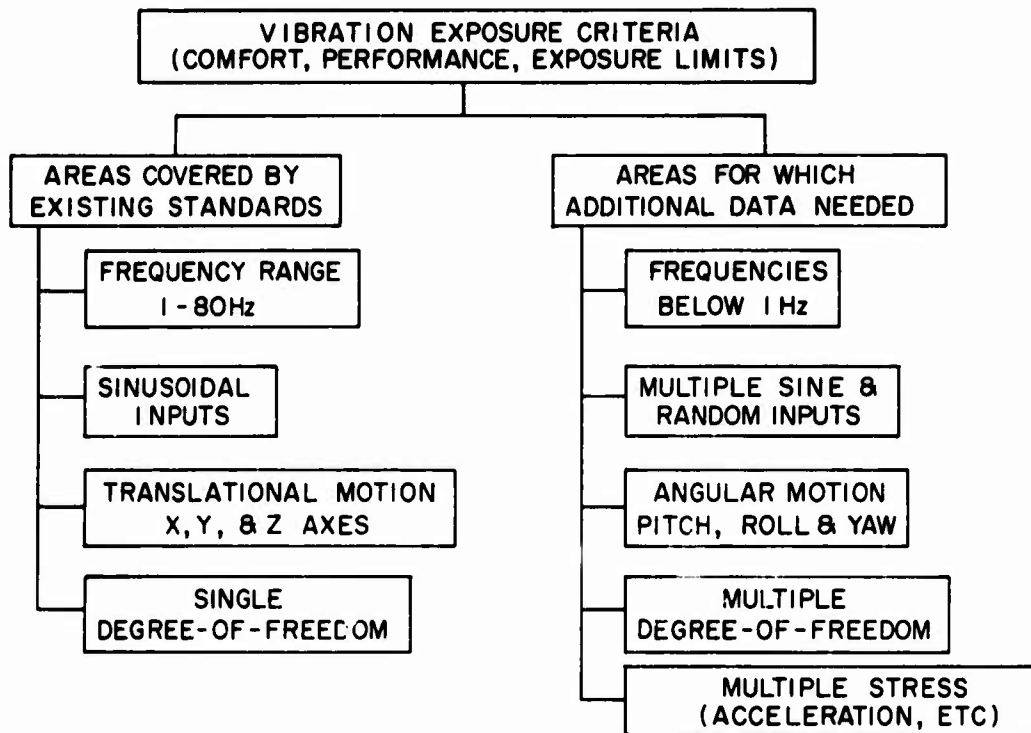 VIBRATION EXPOSURE CRITERIA
(COMFORT, PERFORMANCE, EXPOSURE LIMITS)
AREAS COVERED BY
EXISTING STANDARDS
FREQUENCY RANGE
1-80Hz
SINUSOIDAL
INPUTS
TRANSLATIONAL MOTION
X, Y, & Z AXES
SINGLE
DEGREE-OF-FREEDOM
AREAS FOR WHICH
ADDITIONAL DATA NEEDED
FREQUENCIES
BELOW 1 Hz
MULTIPLE SINE &
RANDOM INPUTS
ANGULAR MOTION
PITCH, ROLL & YAW
MULTIPLE
DEGREE-OF-FREEDOM
MULTIPLE STRESS
(ACCELERATION, ETC)